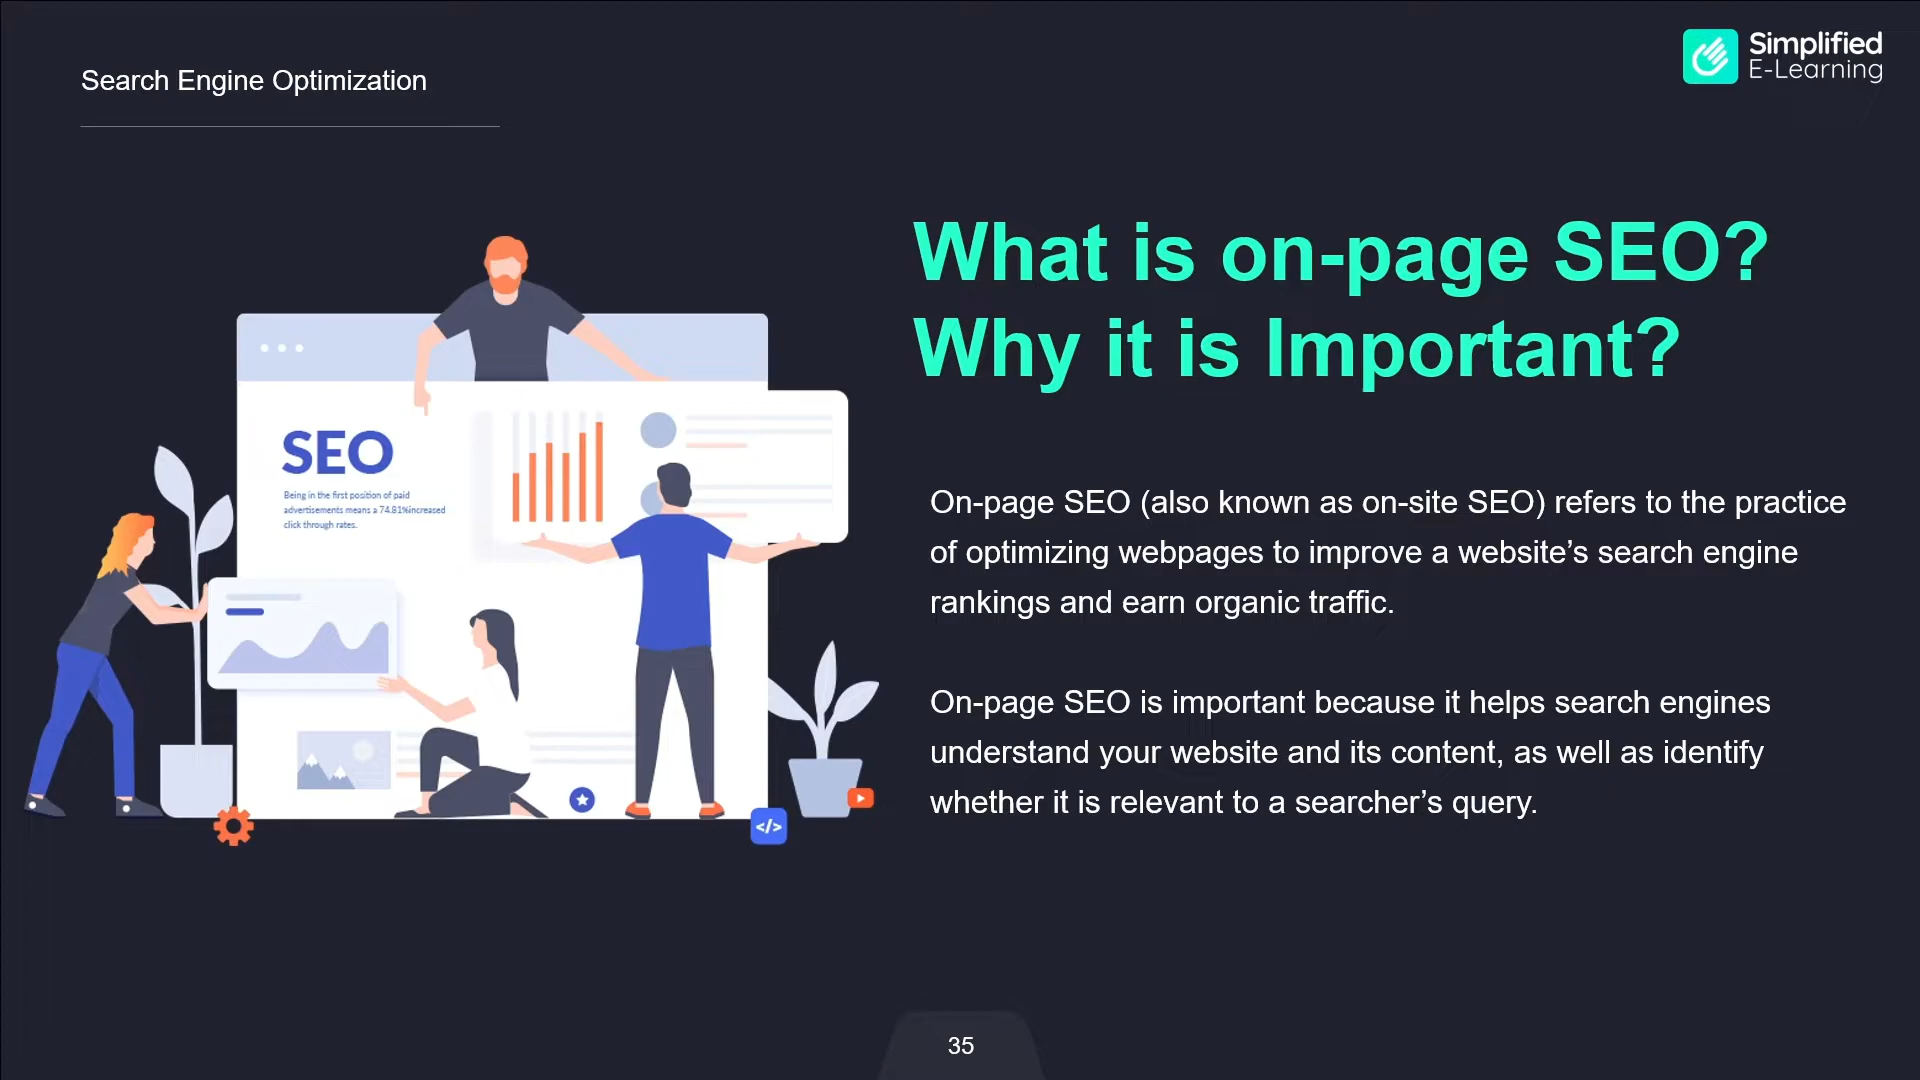 Search Engine Optimization
Simplified
E-Learning
What is on-page SEO?
Why it is Important?
SEO
Being in the first position of paid
advertisements means a 74.81%increased
click through rates.
On-page SEO (also known as on-site SEO) refers to the practice
of optimizing webpages to improve a website’s search engine
rankings and earn organic traffic.
On-page SEO is important because it helps search engines
understand your website and its content, as well as identify
whether it is relevant to a searcher’s query.
</>
35